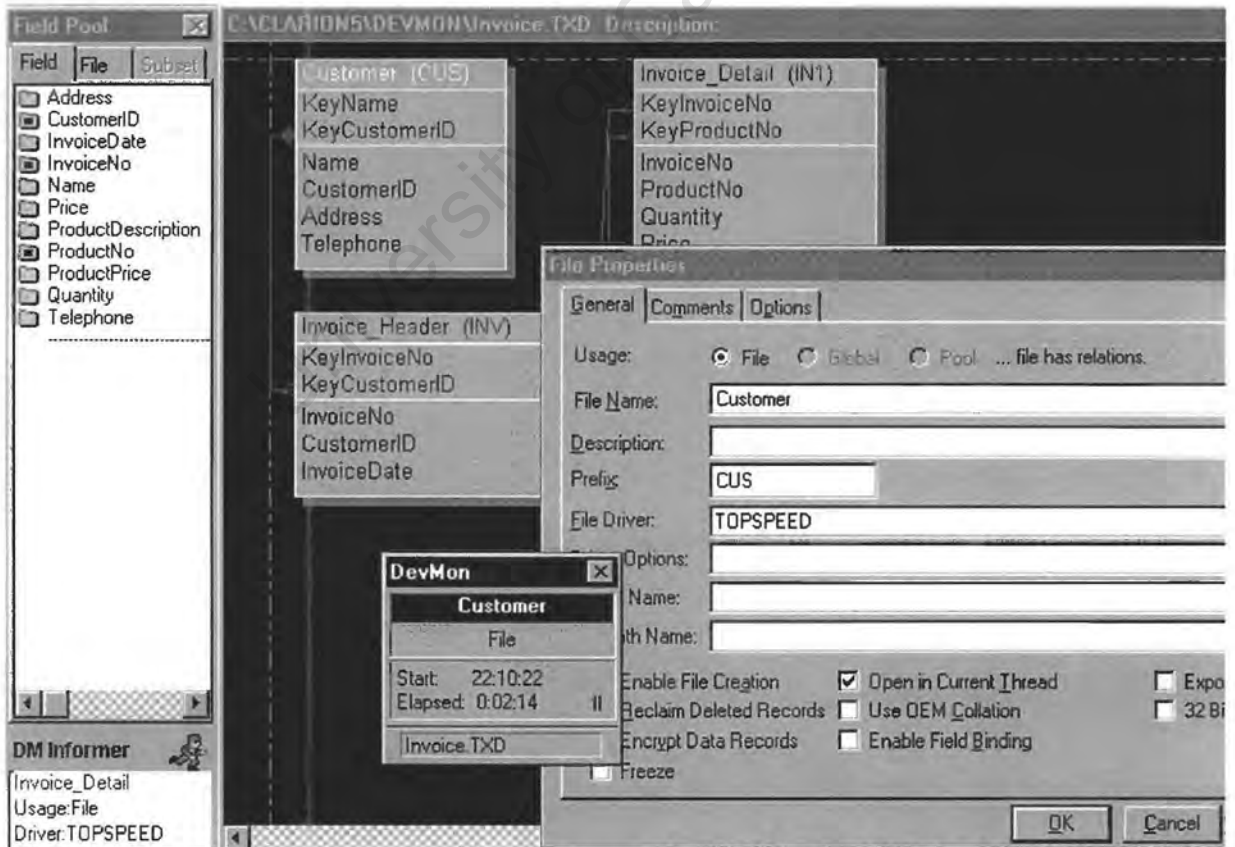 Field Pool
Field File Subset
Address
CustomerID
InvoiceDate
InvoiceNo
Name
Price
ProductDescription
ProductNo
ProductPrice
Quantity
Telephone
DM Informer
Invoice_Detail
Usage:File
Driver:TOPSPEED
C:\CLARION5\DEVMON\Invoice.TXD Description:
Customer (CUS)
KeyName
KeyCustomerID
Name
CustomerID
Address
Telephone
Invoice_Detail (IN1)
KeyInvoiceNo
KeyProductNo
InvoiceNo
ProductNo
Quantity
Price
Invoice_Header (INV)
KeyInvoiceNo
KeyCustomerID
InvoiceNo
CustomerID
InvoiceDate
File Properties
General Comments Options
Usage: File Global Pool ... file has relations.
File Name: Customer
Description:
Prefix CUS
File Driver: TOPSPEED
Options:
Name:
th Name:
Enable File Creation Open in Current Thread Expo
Reclaim Deleted Records Use OEM Collation 32 Bi
Encrypt Data Records Enable Field Binding
Freeze
OK Cancel
DevMon
Customer
File
Start: 22:10:22
Elapsed: 0:02:14
Invoice.TXD